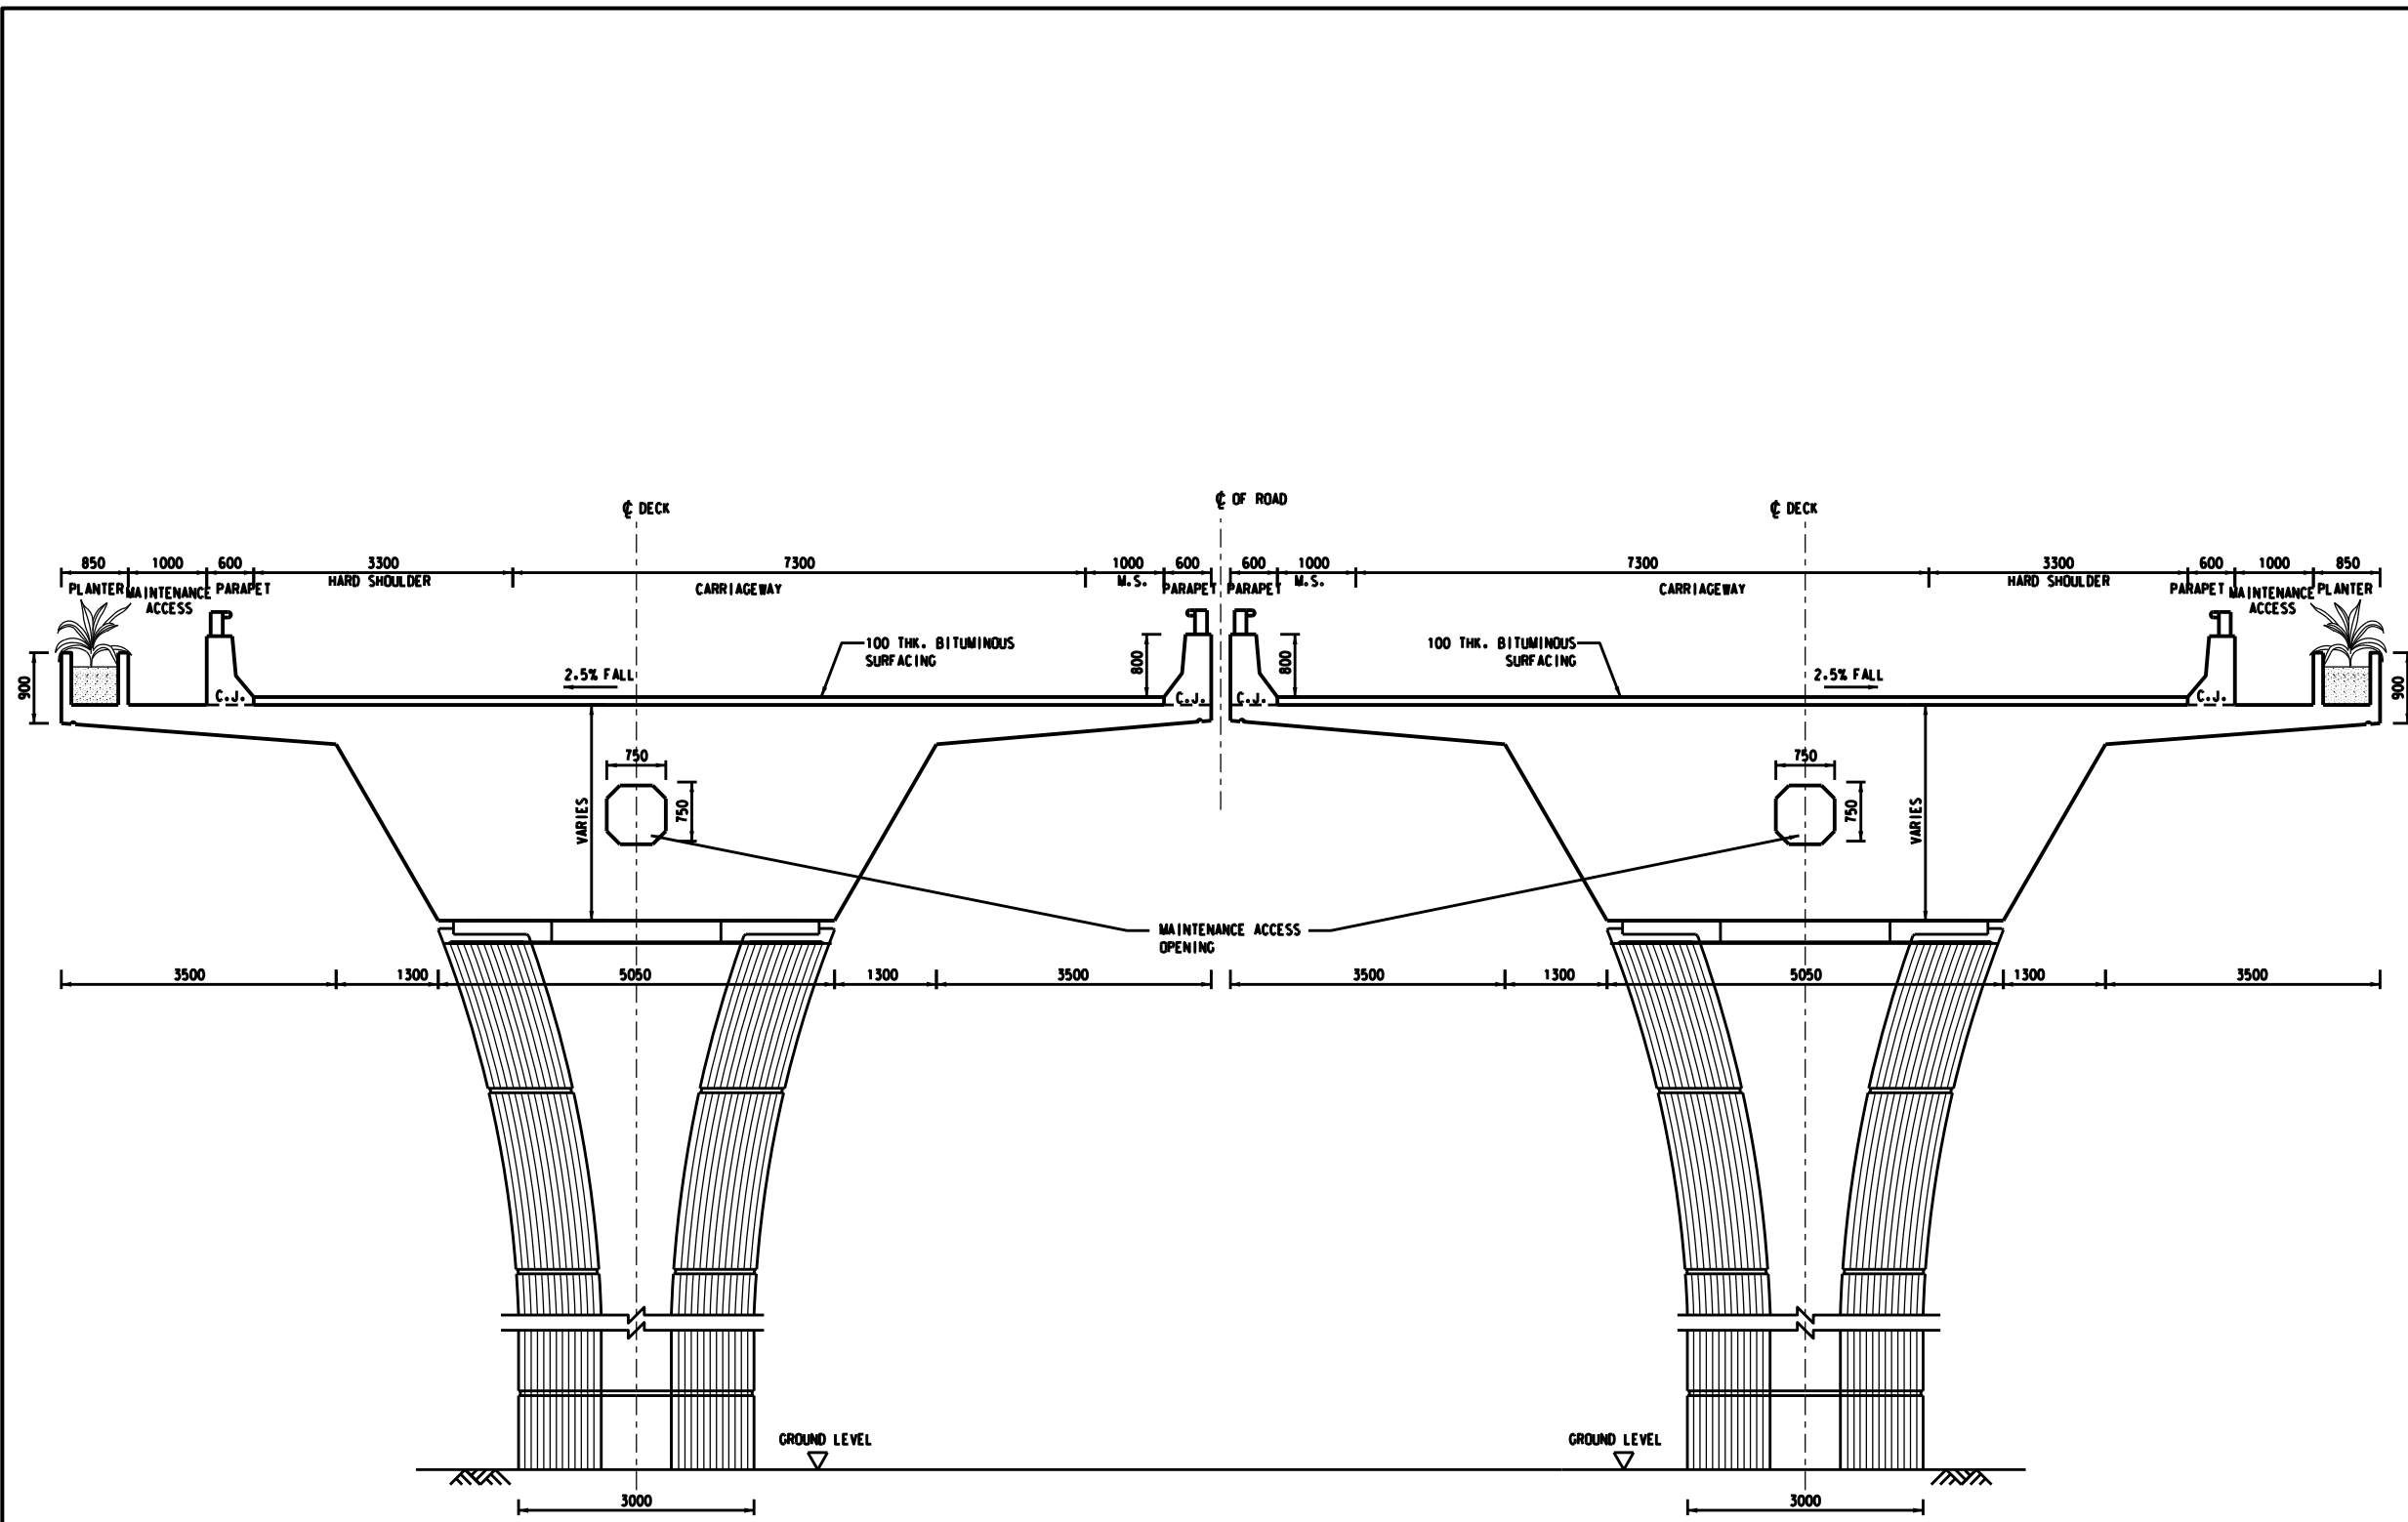 ℄ OF ROAD
℄ DECK
℄ DECK
850 1000 600 3300 7300 1000 600 600 1000 7300 3300 600 1000 850
PLANTER MAINTENANCE PARAPET HARD SHOULDER CARRIAGEWAY M.S. PARAPET PARAPET M.S. CARRIAGEWAY HARD SHOULDER PARAPET MAINTENANCE PLANTER
ACCESS ACCESS
100 THK. BITUMINOUS
SURFACING
100 THK. BITUMINOUS
SURFACING
800
800
2.5% FALL
2.5% FALL
900
900
C.J. C.J. C.J. C.J.
750
750
750
750
VARIES
VARIES
MAINTENANCE ACCESS
OPENING
3500 1300 5050 1300 3500 3500 1300 5050 1300 3500
GROUND LEVEL
GROUND LEVEL
3000
3000